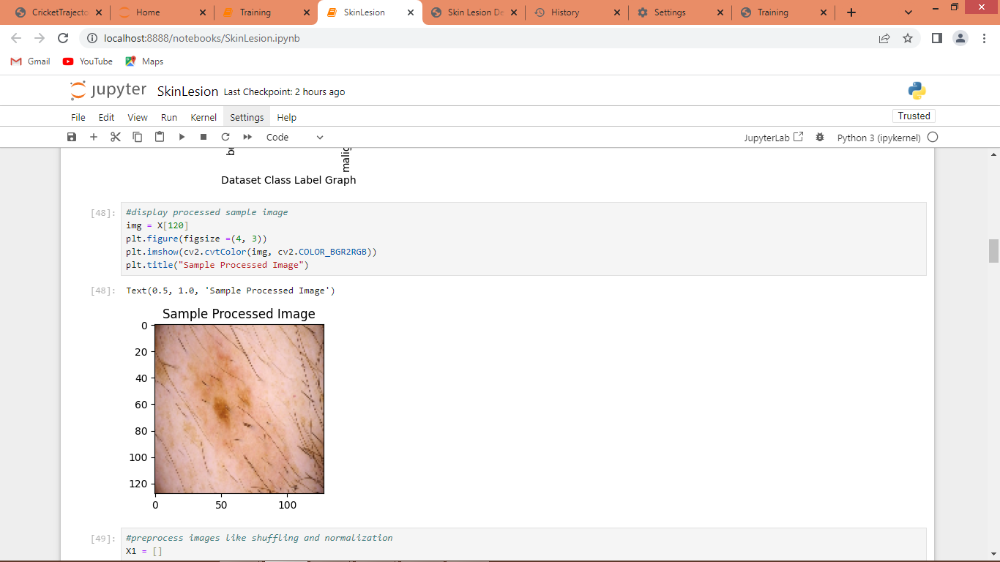 CricketTrajecto
Home
Training
SkinLesion
Skin Lesion De
History
Settings
Training
localhost:8888/notebooks/SkinLesion.ipynb
Gmail YouTube Maps
jupyter SkinLesion Last Checkpoint: 2 hours ago
File Edit View Run Kernel Settings Help Trusted
Code JupyterLab Python 3 (ipykernel)
be malig
Dataset Class Label Graph
[48]: #display processed sample image
img = X[120]
plt.figure(figsize =(4, 3))
plt.imshow(cv2.cvtColor(img, cv2.COLOR_BGR2RGB))
plt.title("Sample Processed Image")
[48]: Text(0.5, 1.0, 'Sample Processed Image')
Sample Processed Image
0
20
40
60
80
100
120
0 50 100
[49]: #preprocess images like shuffling and normalization
X1 = []